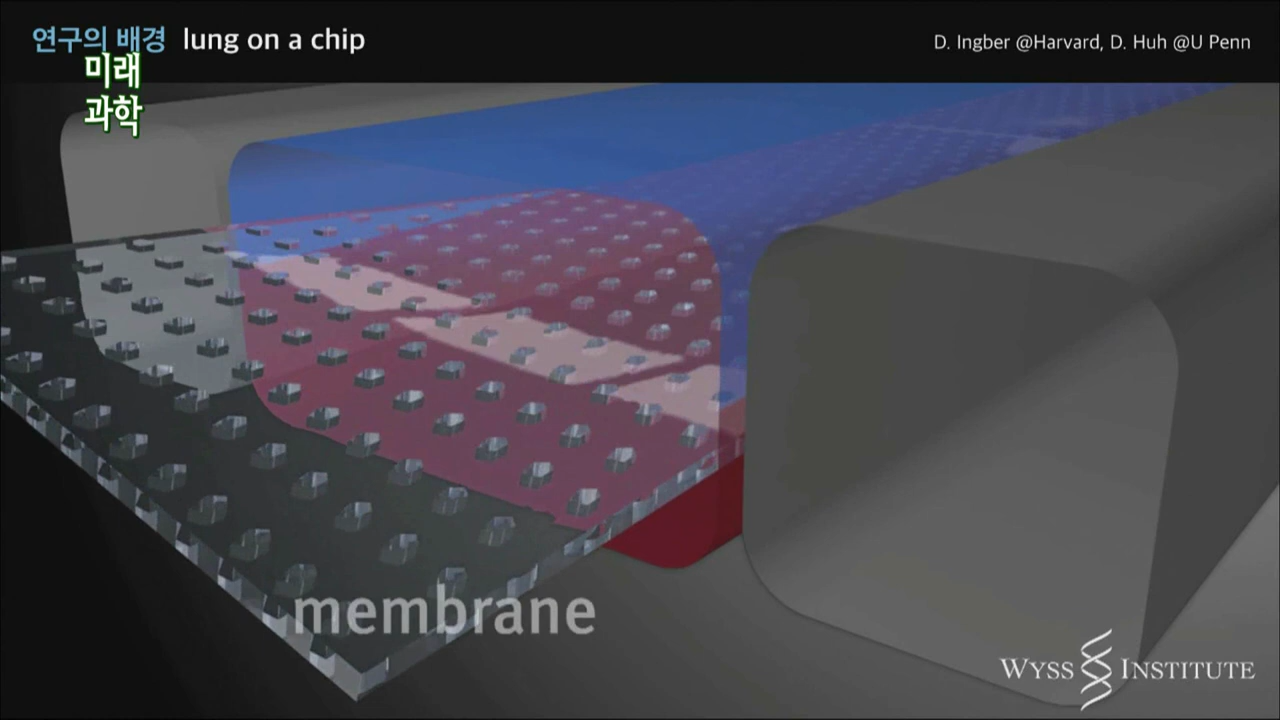 연구의 배경 lung on a chip
D. Ingber @Harvard, D. Huh @U Penn
미래
과학
membrane
WYSS INSTITUTE